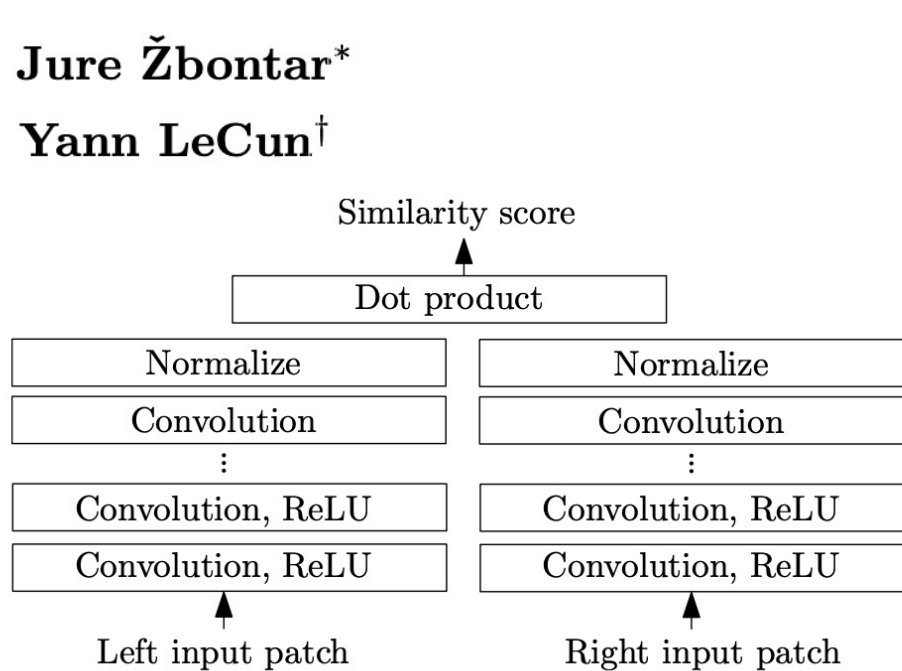 Jure Žbontar*
Yann LeCun†
Similarity score
Dot product
Normalize Normalize
Convolution Convolution
⋮ ⋮
Convolution, ReLU Convolution, ReLU
Convolution, ReLU Convolution, ReLU
Left input patch Right input patch